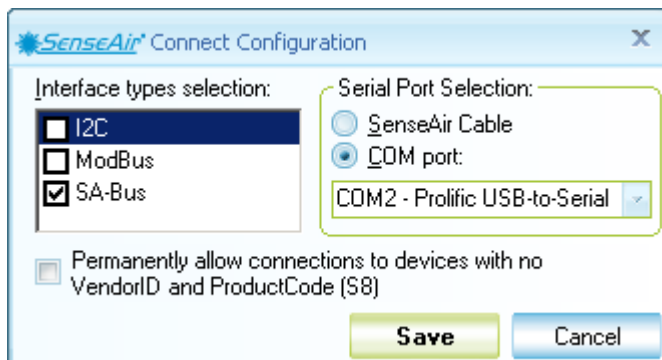 SenseAir® Connect Configuration
Interface types selection:
I2C
ModBus
SA-Bus
Serial Port Selection:
SenseAir Cable
COM port:
COM2 - Prolific USB-to-Serial
Permanently allow connections to devices with no
VendorID and ProductCode (S8)
Save
Cancel